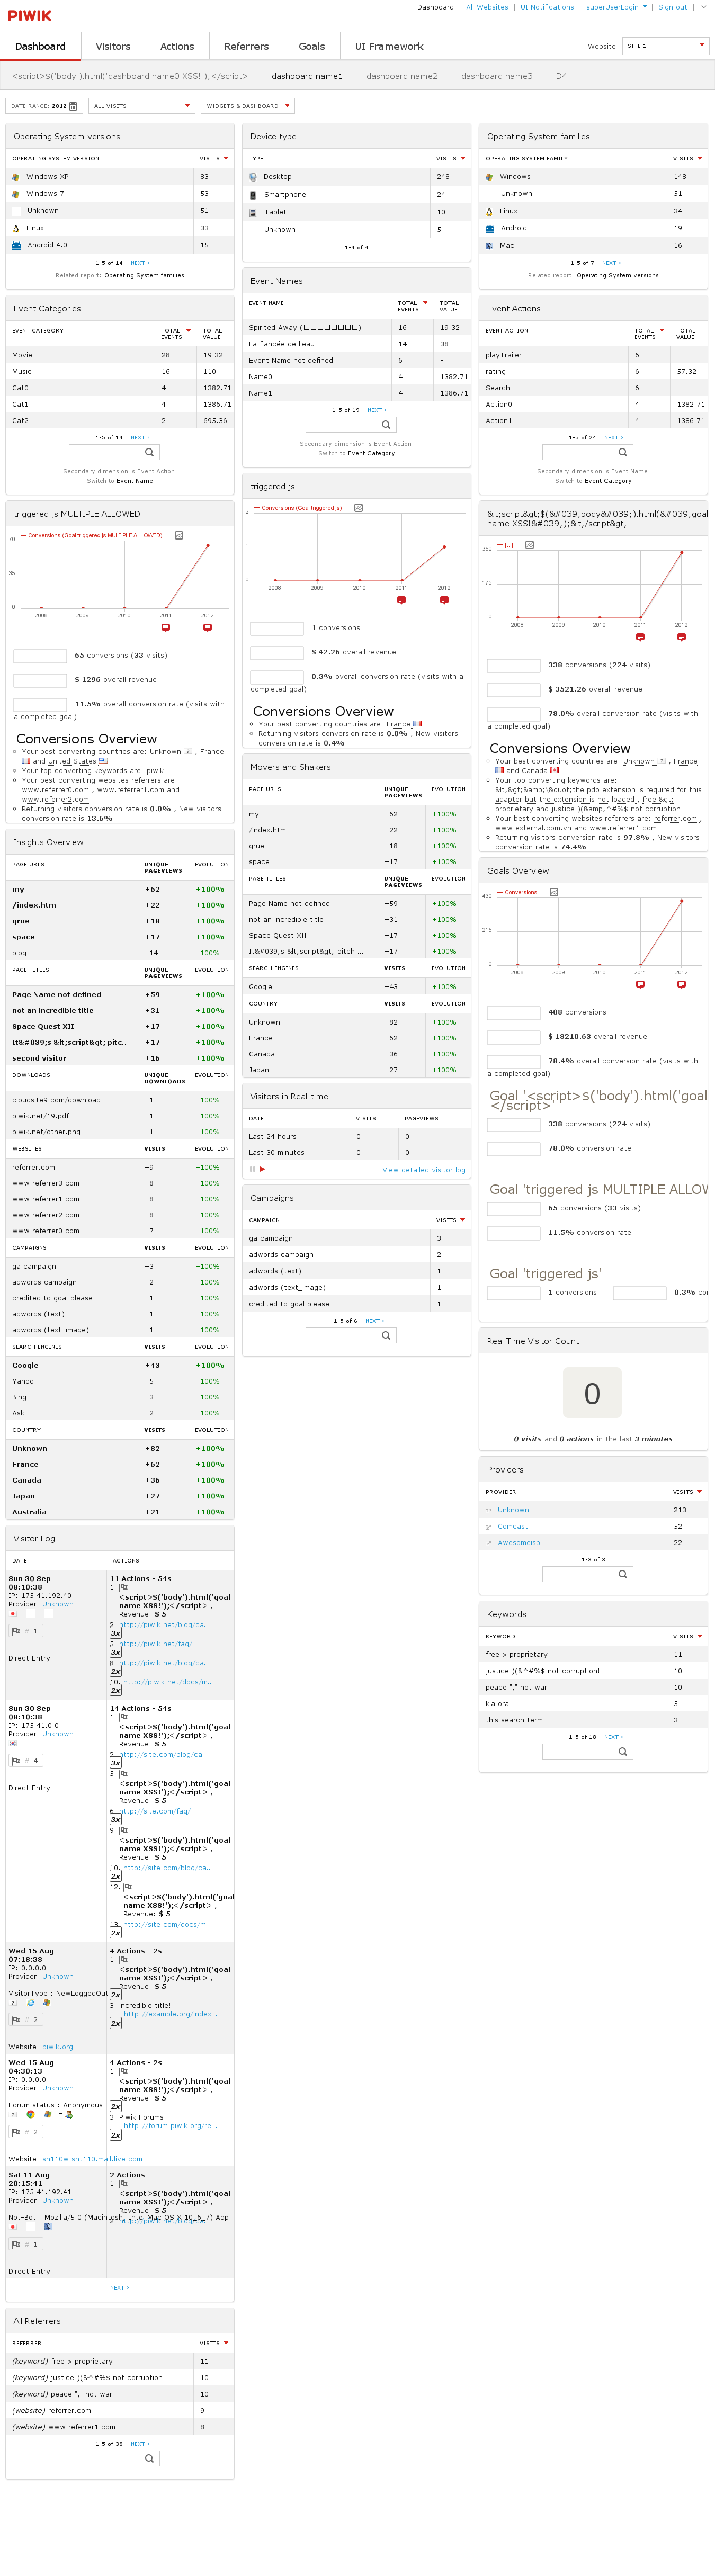 PIWIK
Dashboard | All Websites | UI Notifications | superUserLogin | Sign out |
Dashboard Visitors Actions Referrers Goals UI Framework
Website SITE 1
<script>$('body').html('dashboard name0 XSS!');</script> dashboard name1 dashboard name2 dashboard name3 D4
DATE RANGE: 2012 ALL VISITS WIDGETS & DASHBOARD
Operating System versions
OPERATING SYSTEM VERSION VISITS
Windows XP 83
Windows 7 53
Unknown 51
Linux 33
Android 4.0 15
1-5 of 14 NEXT ›
Related report: Operating System families
Event Categories
EVENT CATEGORY TOTAL EVENTS TOTAL VALUE
Movie 28 19.32
Music 16 110
Cat0 4 1382.71
Cat1 4 1386.71
Cat2 2 695.36
1-5 of 14 NEXT ›
Secondary dimension is Event Action.
Switch to Event Name
triggered js MULTIPLE ALLOWED
Conversions (Goal triggered js MULTIPLE ALLOWED)
70
35
0
2008 2009 2010 2011 2012
65 conversions (33 visits)
$ 1296 overall revenue
11.5% overall conversion rate (visits with
a completed goal)
Conversions Overview
Your best converting countries are: Unknown , France
and United States
Your top converting keywords are: piwik
Your best converting websites referrers are:
www.referrer0.com , www.referrer1.com and
www.referrer2.com
Returning visitors conversion rate is 0.0% , New visitors
conversion rate is 13.6%
Insights Overview
PAGE URLS UNIQUE PAGEVIEWS EVOLUTION
my +62 +100%
/index.htm +22 +100%
grue +18 +100%
space +17 +100%
blog +14 +100%
PAGE TITLES UNIQUE PAGEVIEWS EVOLUTION
Page Name not defined +59 +100%
not an incredible title +31 +100%
Space Quest XII +17 +100%
It&#039;s &lt;script&gt; pitc.. +17 +100%
second visitor +16 +100%
DOWNLOADS UNIQUE DOWNLOADS EVOLUTION
cloudsite9.com/download +1 +100%
piwik.net/19.pdf +1 +100%
piwik.net/other.png +1 +100%
WEBSITES VISITS EVOLUTION
referrer.com +9 +100%
www.referrer3.com +8 +100%
www.referrer1.com +8 +100%
www.referrer2.com +8 +100%
www.referrer0.com +7 +100%
CAMPAIGNS VISITS EVOLUTION
ga campaign +3 +100%
adwords campaign +2 +100%
credited to goal please +1 +100%
adwords (text) +1 +100%
adwords (text_image) +1 +100%
SEARCH ENGINES VISITS EVOLUTION
Google +43 +100%
Yahoo! +5 +100%
Bing +3 +100%
Ask +2 +100%
COUNTRY VISITS EVOLUTION
Unknown +82 +100%
France +62 +100%
Canada +36 +100%
Japan +27 +100%
Australia +21 +100%
Visitor Log
DATE ACTIONS
Sun 30 Sep 11 Actions - 54s
08:10:38
IP: 175.41.192.40
Provider: Unknown
# 1
Direct Entry
1.
<script>$('body').html('goal
name XSS!');</script> ,
Revenue: $ 5
2. http://piwik.net/blog/ca..
3x
5. http://piwik.net/faq/
3x
8. http://piwik.net/blog/ca..
2x
10. http://piwik.net/docs/m..
2x
Sun 30 Sep 14 Actions - 54s
08:10:38
IP: 175.41.0.0
Provider: Unknown
# 4
Direct Entry
1.
<script>$('body').html('goal
name XSS!');</script> ,
Revenue: $ 5
2. http://site.com/blog/ca..
3x
5.
<script>$('body').html('goal
name XSS!');</script> ,
Revenue: $ 5
6. http://site.com/faq/
3x
9.
<script>$('body').html('goal
name XSS!');</script> ,
Revenue: $ 5
10. http://site.com/blog/ca..
2x
12.
<script>$('body').html('goal
name XSS!');</script> ,
Revenue: $ 5
13. http://site.com/docs/m..
2x
Wed 15 Aug 4 Actions - 2s
07:18:38
IP: 0.0.0.0
Provider: Unknown
VisitorType : NewLoggedOut
# 2
Website: piwik.org
1.
<script>$('body').html('goal
name XSS!');</script> ,
Revenue: $ 5
2x
3. incredible title!
http://example.org/index...
2x
Wed 15 Aug 4 Actions - 2s
04:30:13
IP: 0.0.0.0
Provider: Unknown
Forum status : Anonymous
# 2
Website: sn110w.snt110.mail.live.com
1.
<script>$('body').html('goal
name XSS!');</script> ,
Revenue: $ 5
2x
3. Piwik Forums
http://forum.piwik.org/re...
2x
Sat 11 Aug 2 Actions
20:15:41
IP: 175.41.192.41
Provider: Unknown
Not-Bot : Mozilla/5.0 (Macintosh; Intel Mac OS X 10_6_7) App..
# 1
Direct Entry
1.
<script>$('body').html('goal
name XSS!');</script> ,
Revenue: $ 5
2. http://piwik.net/blog/ca..
NEXT ›
All Referrers
REFERRER VISITS
(keyword) free > proprietary 11
(keyword) justice )(&^#%$ not corruption! 10
(keyword) peace "," not war 10
(website) referrer.com 9
(website) www.referrer1.com 8
1-5 of 38 NEXT ›
Device type
TYPE VISITS
Desktop 248
Smartphone 24
Tablet 10
Unknown 5
1-4 of 4
Event Names
EVENT NAME TOTAL EVENTS TOTAL VALUE
Spirited Away (□□□□□□□□) 16 19.32
La fiancée de l'eau 14 38
Event Name not defined 6 -
Name0 4 1382.71
Name1 4 1386.71
1-5 of 19 NEXT ›
Secondary dimension is Event Action.
Switch to Event Category
triggered js
Conversions (Goal triggered js)
2
1
0
2008 2009 2010 2011 2012
1 conversions
$ 42.26 overall revenue
0.3% overall conversion rate (visits with a
completed goal)
Conversions Overview
Your best converting countries are: France
Returning visitors conversion rate is 0.0% , New visitors
conversion rate is 0.4%
Movers and Shakers
PAGE URLS UNIQUE PAGEVIEWS EVOLUTION
my +62 +100%
/index.htm +22 +100%
grue +18 +100%
space +17 +100%
PAGE TITLES UNIQUE PAGEVIEWS EVOLUTION
Page Name not defined +59 +100%
not an incredible title +31 +100%
Space Quest XII +17 +100%
It&#039;s &lt;script&gt; pitch ... +17 +100%
SEARCH ENGINES VISITS EVOLUTION
Google +43 +100%
COUNTRY VISITS EVOLUTION
Unknown +82 +100%
France +62 +100%
Canada +36 +100%
Japan +27 +100%
Visitors in Real-time
DATE VISITS PAGEVIEWS
Last 24 hours 0 0
Last 30 minutes 0 0
View detailed visitor log
Campaigns
CAMPAIGN VISITS
ga campaign 3
adwords campaign 2
adwords (text) 1
adwords (text_image) 1
credited to goal please 1
1-5 of 6 NEXT ›
Operating System families
OPERATING SYSTEM FAMILY VISITS
Windows 148
Unknown 51
Linux 34
Android 19
Mac 16
1-5 of 7 NEXT ›
Related report: Operating System versions
Event Actions
EVENT ACTION TOTAL EVENTS TOTAL VALUE
playTrailer 6 -
rating 6 57.32
Search 6 -
Action0 4 1382.71
Action1 4 1386.71
1-5 of 24 NEXT ›
Secondary dimension is Event Name.
Switch to Event Category
&lt;script&gt;$(&#039;body&#039;).html(&#039;goal
name XSS!&#039;);&lt;/script&gt;
[...]
350
175
0
2008 2009 2010 2011 2012
338 conversions (224 visits)
$ 3521.26 overall revenue
78.0% overall conversion rate (visits with
a completed goal)
Conversions Overview
Your best converting countries are: Unknown , France
and Canada
Your top converting keywords are:
&lt;&gt;&amp;\&quot;the pdo extension is required for this
adapter but the extension is not loaded , free &gt;
proprietary and justice )(&amp;^#%$ not corruption!
Your best converting websites referrers are: referrer.com ,
www.external.com.vn and www.referrer1.com
Returning visitors conversion rate is 97.8% , New visitors
conversion rate is 74.4%
Goals Overview
Conversions
430
215
0
2008 2009 2010 2011 2012
408 conversions
$ 18210.63 overall revenue
78.4% overall conversion rate (visits with
a completed goal)
Goal '<script>$('body').html('goal
</script>'
338 conversions (224 visits)
78.0% conversion rate
Goal 'triggered js MULTIPLE ALLOW
65 conversions (33 visits)
11.5% conversion rate
Goal 'triggered js'
1 conversions 0.3% con
Real Time Visitor Count
0
0 visits and 0 actions in the last 3 minutes
Providers
PROVIDER VISITS
Unknown 213
Comcast 52
Awesomeisp 22
1-3 of 3
Keywords
KEYWORD VISITS
free > proprietary 11
justice )(&^#%$ not corruption! 10
peace "," not war 10
kia ora 5
this search term 3
1-5 of 18 NEXT ›